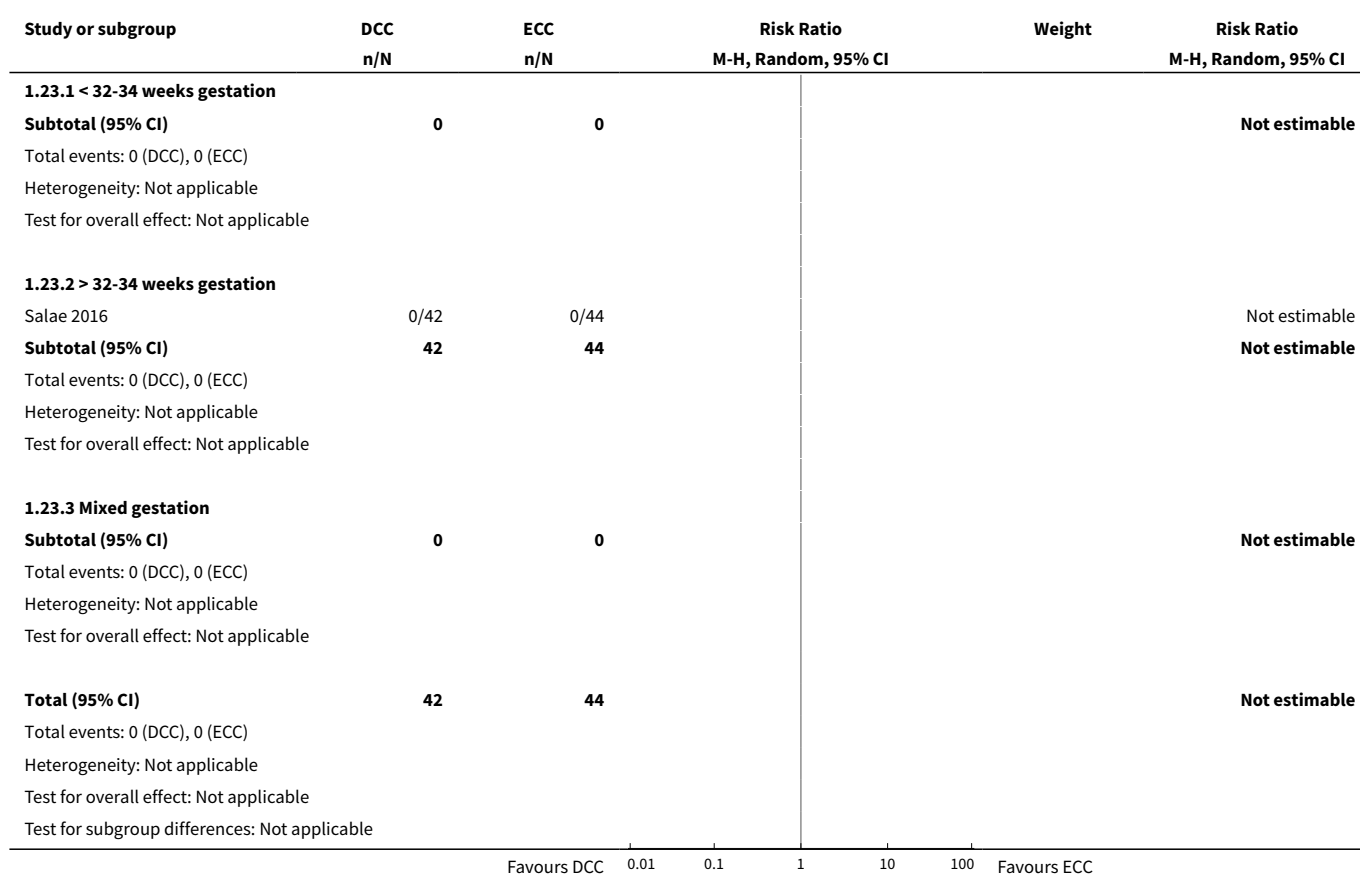 Study or subgroup DCC ECC Risk Ratio Weight Risk Ratio
n/N n/N M-H, Random, 95% CI M-H, Random, 95% CI
1.23.1 < 32-34 weeks gestation
Subtotal (95% CI) 0 0 Not estimable
Total events: 0 (DCC), 0 (ECC)
Heterogeneity: Not applicable
Test for overall effect: Not applicable
1.23.2 > 32-34 weeks gestation
Salae 2016 0/42 0/44 Not estimable
Subtotal (95% CI) 42 44 Not estimable
Total events: 0 (DCC), 0 (ECC)
Heterogeneity: Not applicable
Test for overall effect: Not applicable
1.23.3 Mixed gestation
Subtotal (95% CI) 0 0 Not estimable
Total events: 0 (DCC), 0 (ECC)
Heterogeneity: Not applicable
Test for overall effect: Not applicable
Total (95% CI) 42 44 Not estimable
Total events: 0 (DCC), 0 (ECC)
Heterogeneity: Not applicable
Test for overall effect: Not applicable
Test for subgroup differences: Not applicable
Favours DCC 0.01 0.1 1 10 100 Favours ECC